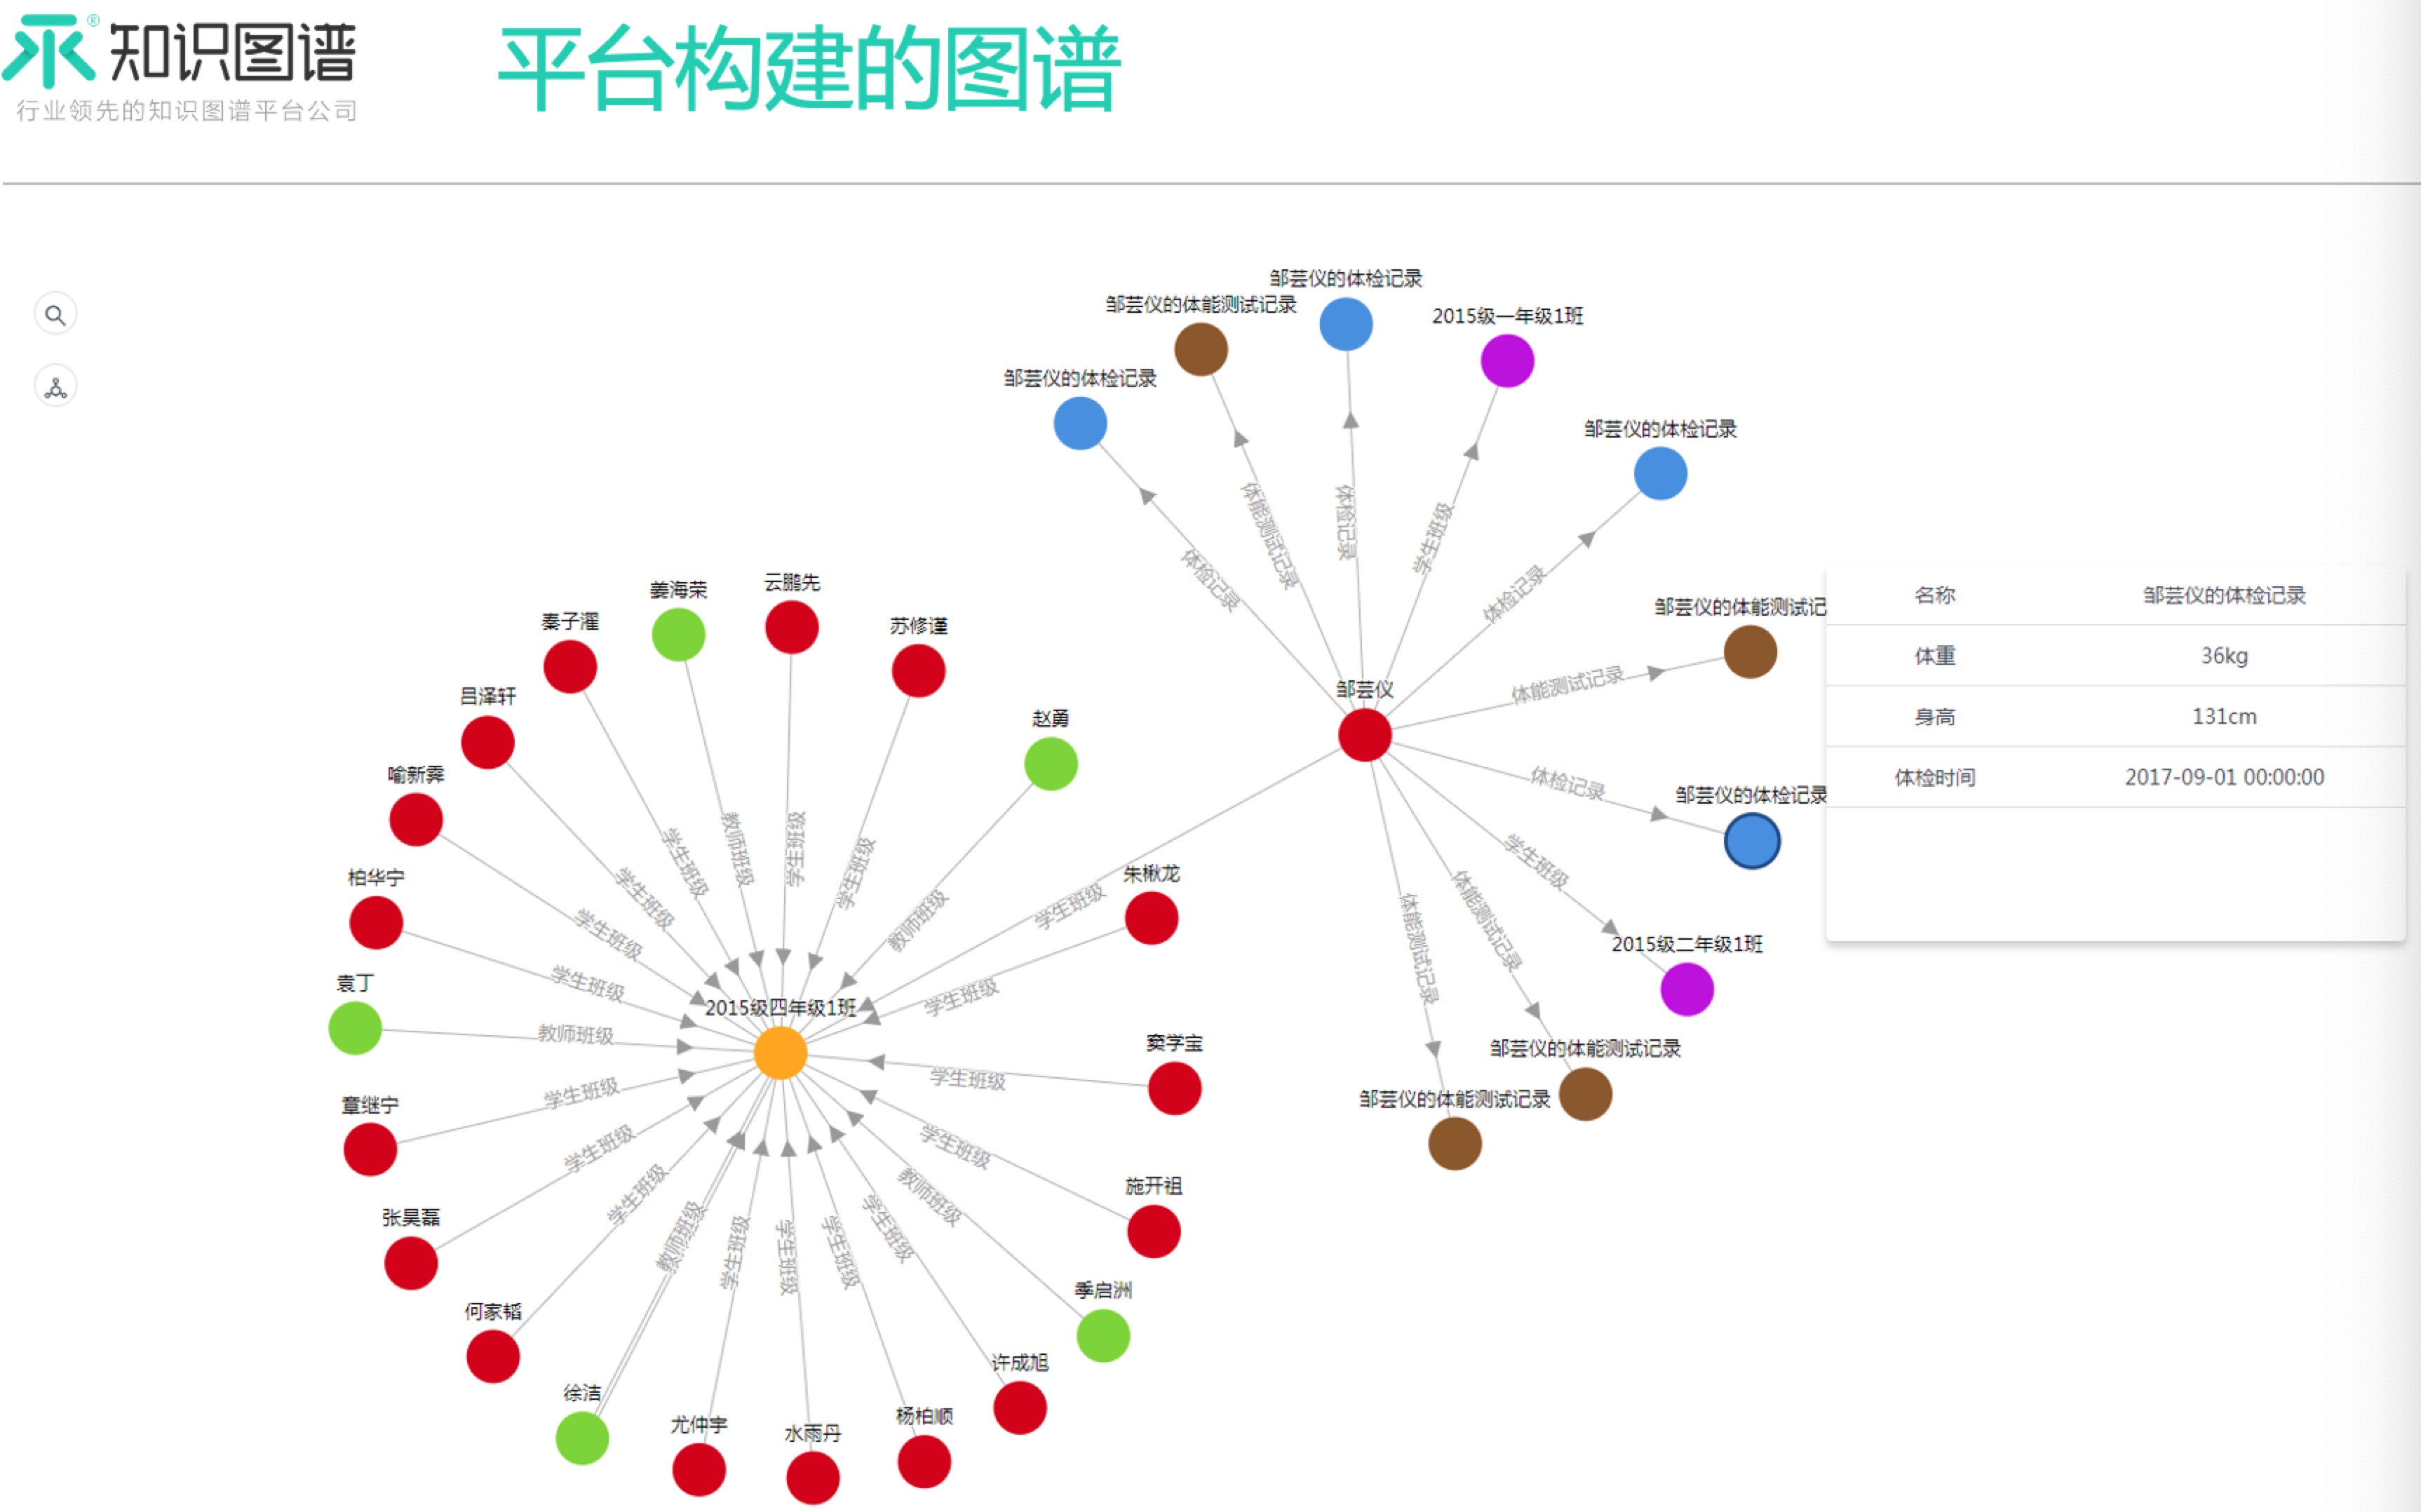 知识图谱
®
行业领先的知识图谱平台公司
平台构建的图谱
邹芸仪的体检记录
邹芸仪的体能测试记录
2015级一年级1班
邹芸仪的体检记录
邹芸仪的体检记录
体能测试记录
体检记录
学生班级
体检记录
体检记录
邹芸仪的体能测试记
体能测试记录
邹芸仪
体检记录
邹芸仪的体检记录
学生班级
2015级二年级1班
体能测试记录
体能测试记录
邹芸仪的体能测试记录
邹芸仪的体能测试记录
名称 邹芸仪的体检记录
体重 36kg
身高 131cm
体检时间 2017-09-01 00:00:00
云鹏先
姜海荣
秦子濯
苏修谨
吕泽轩
赵勇
喻新霁
柏华宁
朱楸龙
袁丁
2015级四年级1班
窦学宝
章继宁
施开祖
张昊磊
季启洲
何家韬
许成旭
徐洁
杨柏顺
尤仲宇
水雨丹
学生班级
教师班级
学生班级
学生班级
学生班级
学生班级
学生班级
教师班级
学生班级
学生班级
学生班级
教师班级
学生班级
学生班级
学生班级
学生班级
学生班级
教师班级
学生班级
教师班级
学生班级
学生班级
学生班级